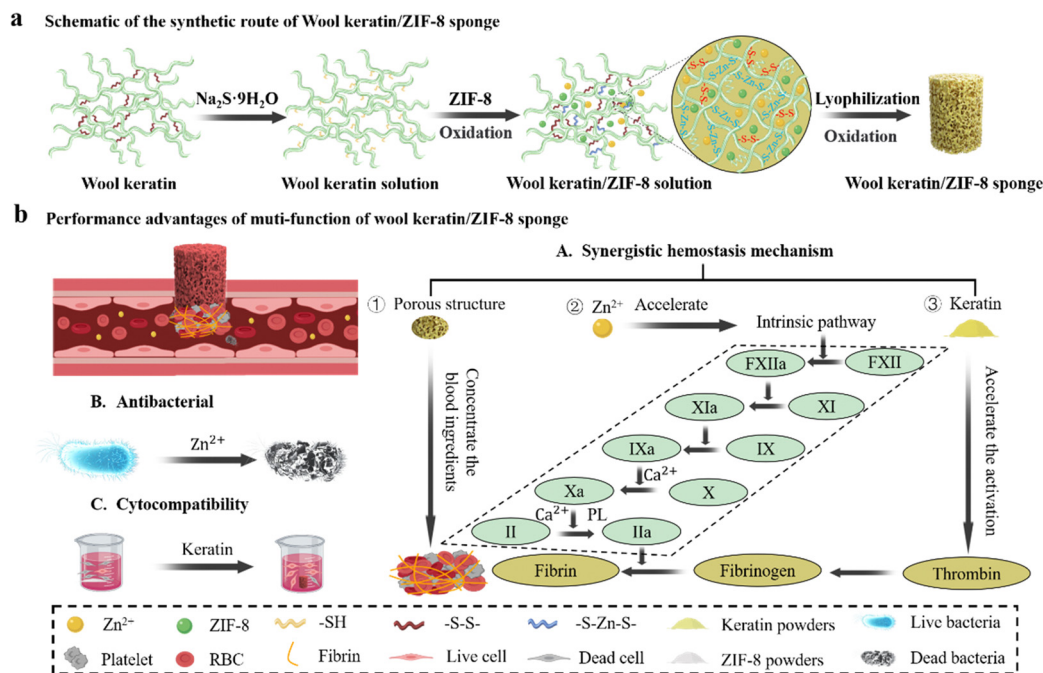 a Schematic of the synthetic route of Wool keratin/ZIF-8 sponge
Na₂S·9H₂O
ZIF-8
Oxidation
-S-S-
-S-Zn-S-
-S-S-
-S-Zn-S-
-S-S-
-S-Zn-S-
-S-S-
-S-Zn-S-
-S-S-
Lyophilization
Oxidation
Wool keratin
Wool keratin solution
Wool keratin/ZIF-8 solution
Wool keratin/ZIF-8 sponge
b Performance advantages of muti-function of wool keratin/ZIF-8 sponge
A. Synergistic hemostasis mechanism
① Porous structure
② Zn²⁺ Accelerate
Intrinsic pathway
③ Keratin
Concentrate the
blood ingredients
FXIIa
FXII
XIa
XI
IXa
IX
Ca²⁺
Xa
X
Ca²⁺ PL
II
IIa
Accelerate the activation
Fibrin
Fibrinogen
Thrombin
B. Antibacterial
Zn²⁺
C. Cytocompatibility
Keratin
Zn²⁺
ZIF-8
-SH
-S-S-
-S-Zn-S-
Keratin powders
Live bacteria
Platelet
RBC
Fibrin
Live cell
Dead cell
ZIF-8 powders
Dead bacteria